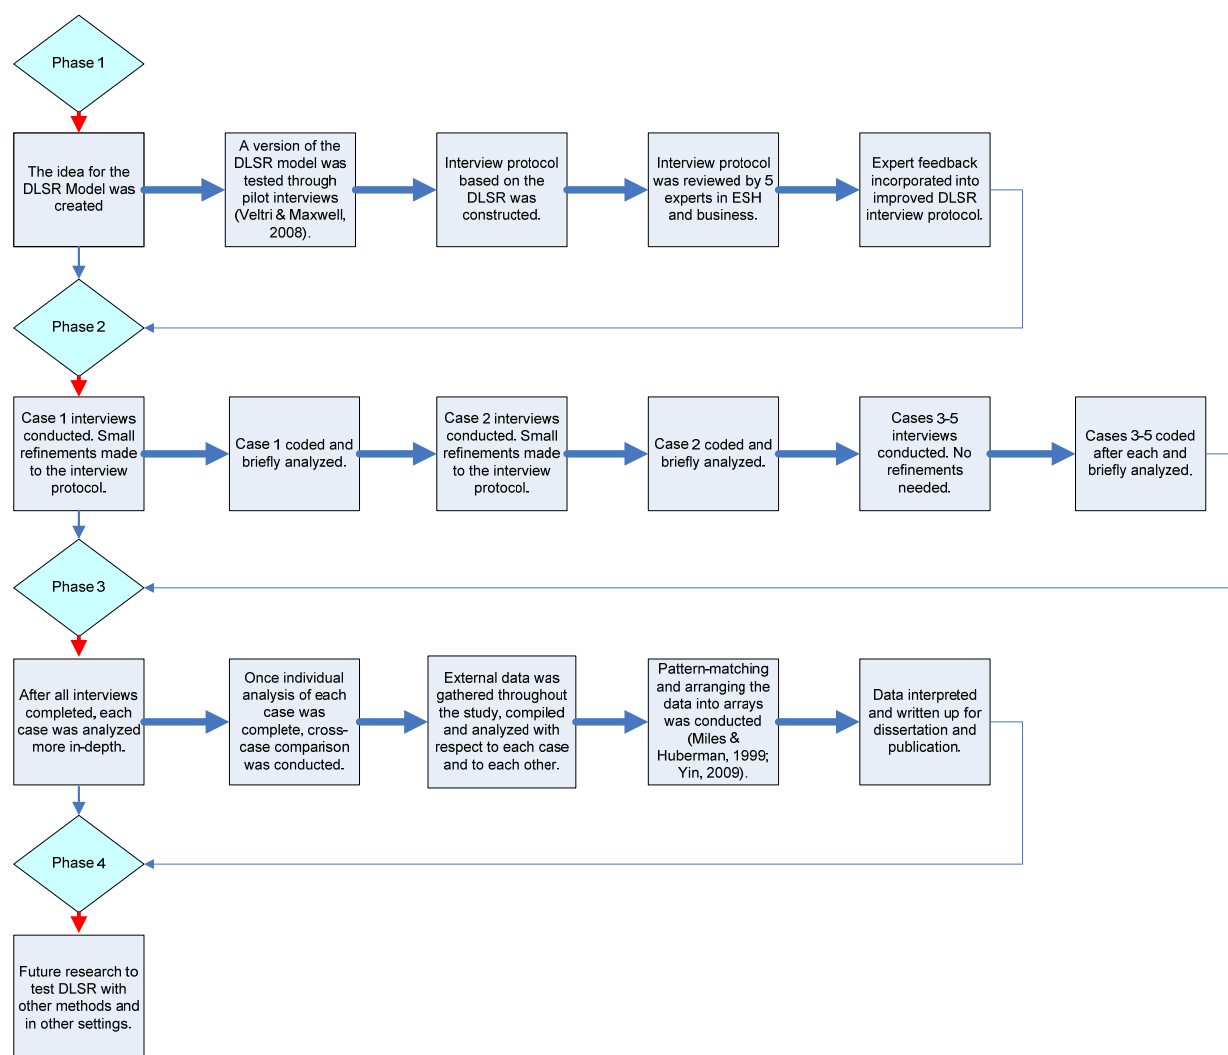 Phase 1
The idea for the
DLSR Model was
created
A version of the
DLSR model was
tested through
pilot interviews
(Veltri & Maxwell,
2008).
Interview protocol
based on the
DLSR was
constructed.
Interview protocol
was reviewed by 5
experts in ESH
and business.
Expert feedback
incorporated into
improved DLSR
interview protocol.
Phase 2
Case 1 interviews
conducted. Small
refinements made
to the interview
protocol.
Case 1 coded and
briefly analyzed.
Case 2 interviews
conducted. Small
refinements made
to the interview
protocol.
Case 2 coded and
briefly analyzed.
Cases 3-5
interviews
conducted. No
refinements
needed.
Cases 3-5 coded
after each and
briefly analyzed.
Phase 3
After all interviews
completed, each
case was analyzed
more in-depth.
Once individual
analysis of each
case was
complete, cross-
case comparison
was conducted.
External data was
gathered throughout
the study, compiled
and analyzed with
respect to each case
and to each other.
Pattern-matching
and arranging the
data into arrays
was conducted
(Miles &
Huberman, 1999;
Yin, 2009).
Data interpreted
and written up for
dissertation and
publication.
Phase 4
Future research to
test DLSR with
other methods and
in other settings.